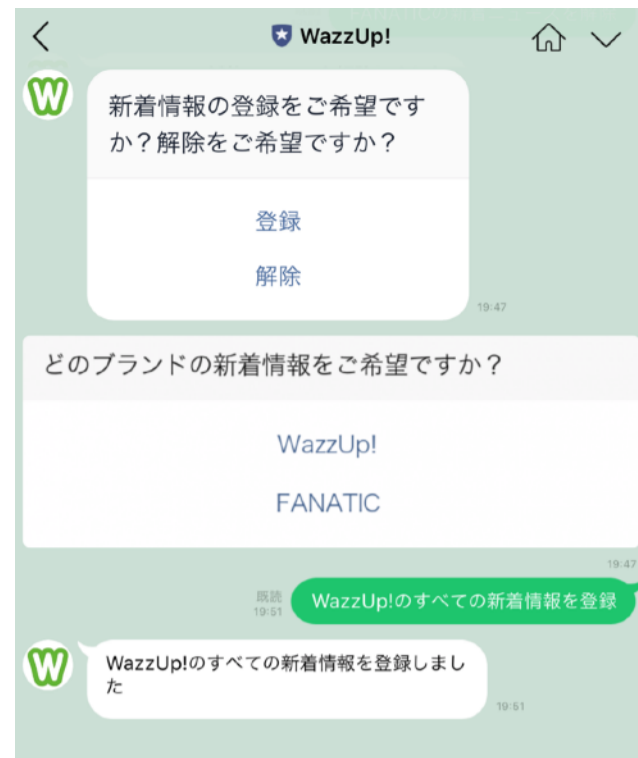 WazzUp!
新着情報の登録をご希望です
か？解除をご希望ですか？
登録
解除
19:47
どのブランドの新着情報をご希望ですか？
WazzUp!
FANATIC
19:47
既読
19:51
WazzUp!のすべての新着情報を登録
WazzUp!のすべての新着情報を登録しまし
た
19:51